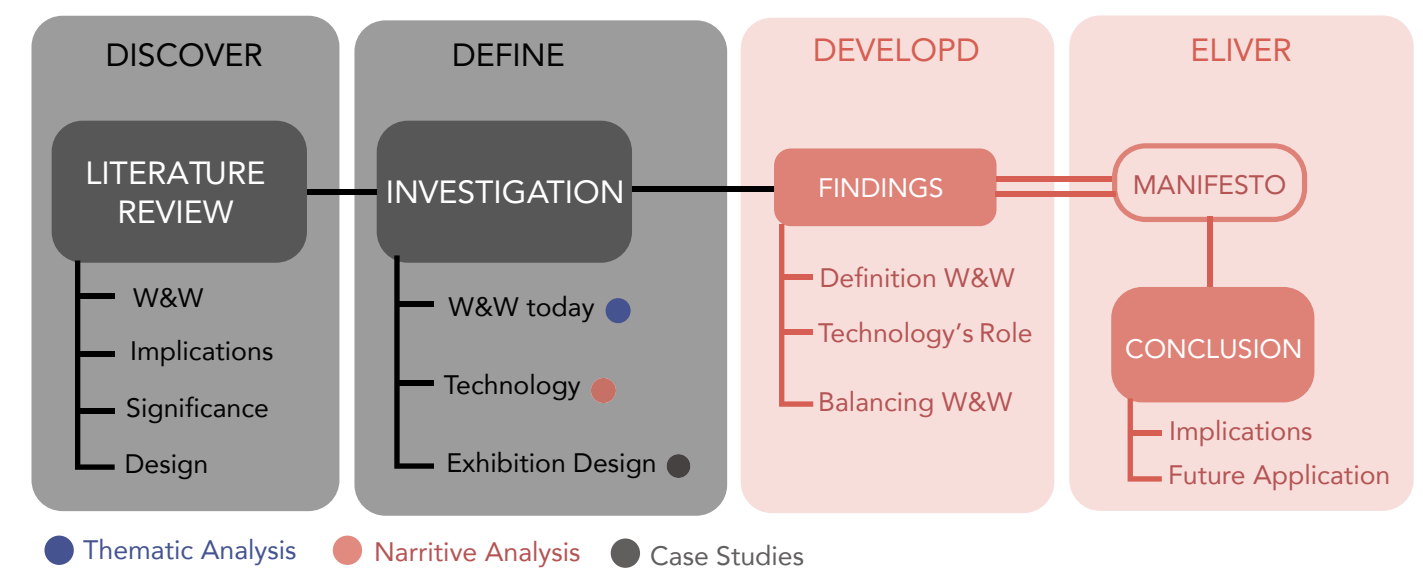 DISCOVER
LITERATURE
REVIEW
W&W
Implications
Significance
Design
DEFINE
INVESTIGATION
W&W today
Technology
Exhibition Design
DEVELOPD
FINDINGS
Definition W&W
Technology's Role
Balancing W&W
ELIVER
MANIFESTO
CONCLUSION
Implications
Future Application
Thematic Analysis
Narritive Analysis
Case Studies